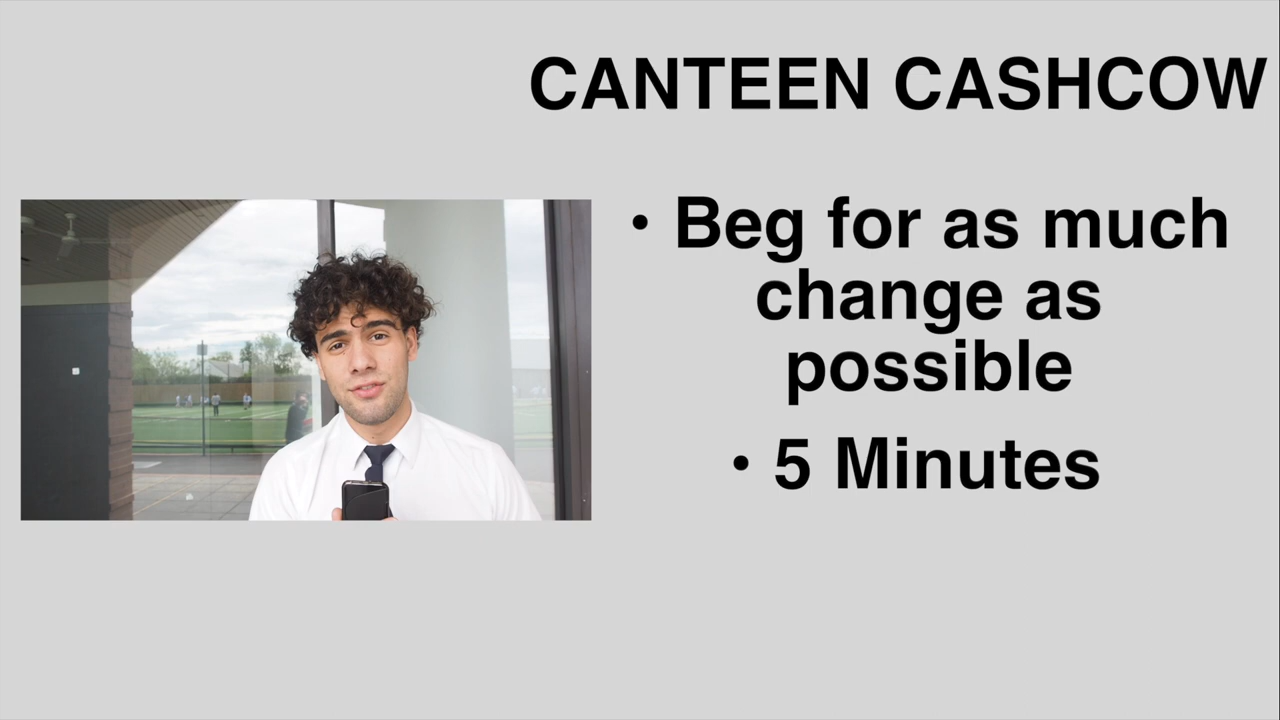 CANTEEN CASHCOW
• Beg for as much
change as
possible
• 5 Minutes